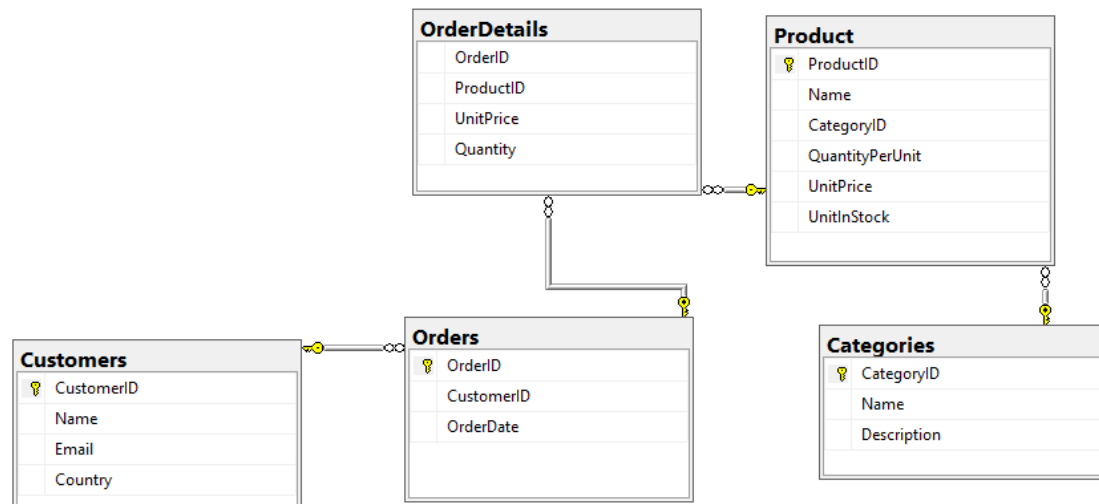 OrderDetails
OrderID
ProductID
UnitPrice
Quantity
Product
ProductID
Name
CategoryID
QuantityPerUnit
UnitPrice
UnitInStock
Customers
CustomerID
Name
Email
Country
Orders
OrderID
CustomerID
OrderDate
Categories
CategoryID
Name
Description